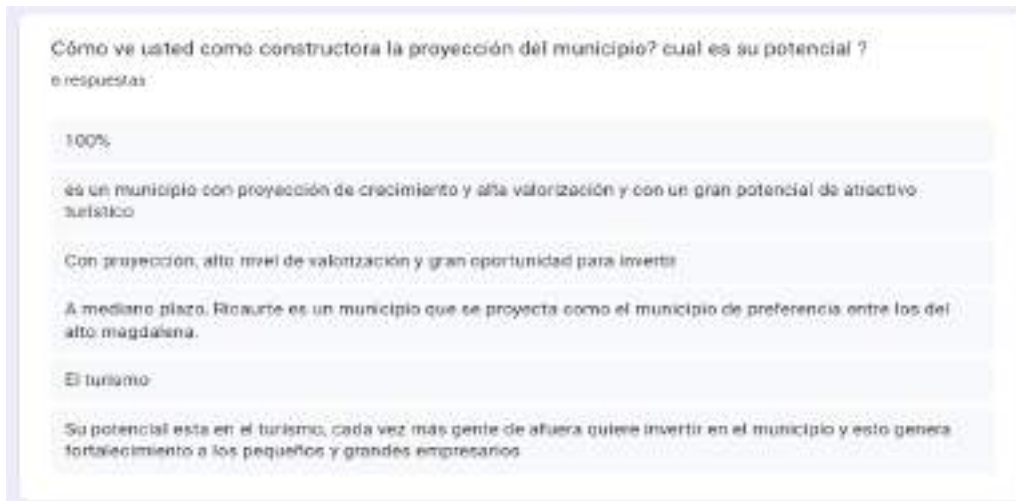 Cómo ve usted como constructora la proyección del municipio? cual es su potencial ?
6 respuestas
100%
es un municipio con proyección de crecimiento y alta valorización y con un gran potencial de atractivo
turístico
Con proyección, alto nivel de valorización y gran oportunidad para invertir
A mediano plazo. Ricaurte es un municipio que se proyecta como el municipio de preferencia entre los del
alto magdalena.
El turismo
Su potencial esta en el turismo, cada vez más gente de afuera quiere invertir en el municipio y esto genera
fortalecimiento a los pequeños y grandes empresarios